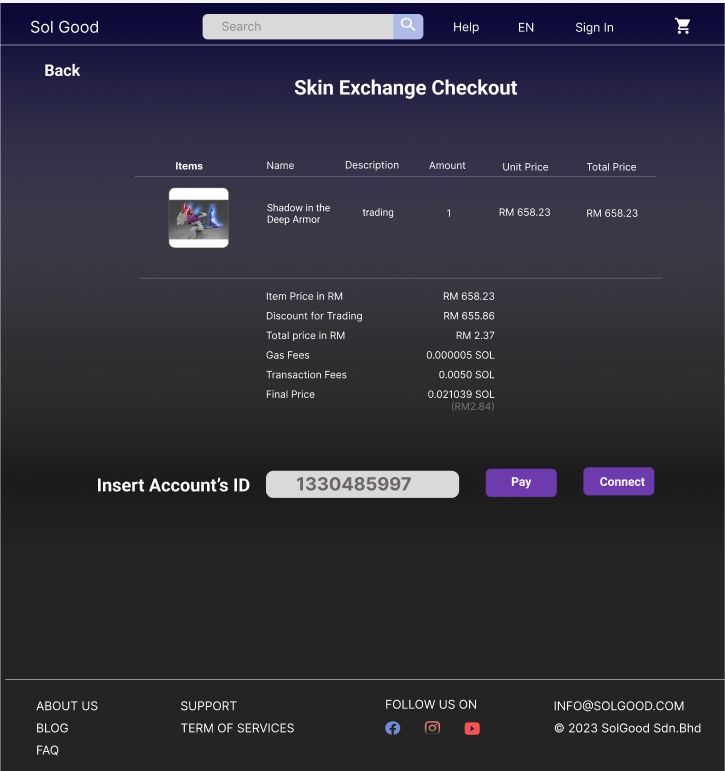 Sol Good Search Help EN Sign In
Back
Skin Exchange Checkout
Items Name Description Amount Unit Price Total Price
Shadow in the
Deep Armor trading 1 RM 658.23 RM 658.23
Item Price in RM RM 658.23
Discount for Trading RM 655.86
Total price in RM RM 2.37
Gas Fees 0.000005 SOL
Transaction Fees 0.0050 SOL
Final Price 0.021039 SOL
(RM2.84)
Insert Account's ID 1330485997 Pay Connect
ABOUT US SUPPORT FOLLOW US ON INFO@SOLGOOD.COM
BLOG TERM OF SERVICES © 2023 SolGood Sdn.Bhd
FAQ